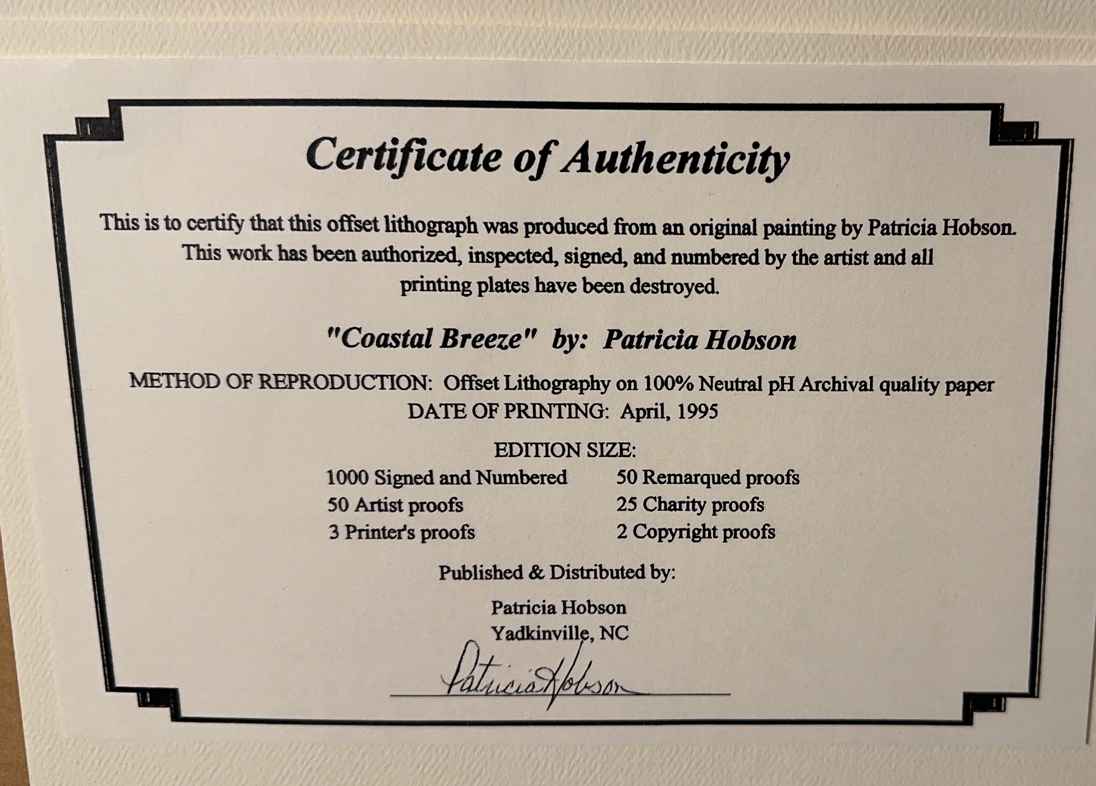 Certificate of Authenticity
This is to certify that this offset lithograph was produced from an original painting by Patricia Hobson.
This work has been authorized, inspected, signed, and numbered by the artist and all
printing plates have been destroyed.
"Coastal Breeze" by: Patricia Hobson
METHOD OF REPRODUCTION: Offset Lithography on 100% Neutral pH Archival quality paper
DATE OF PRINTING: April, 1995
EDITION SIZE:
1000 Signed and Numbered 50 Remarqued proofs
50 Artist proofs 25 Charity proofs
3 Printer's proofs 2 Copyright proofs
Published & Distributed by:
Patricia Hobson
Yadkinville, NC
Patricia Hobson